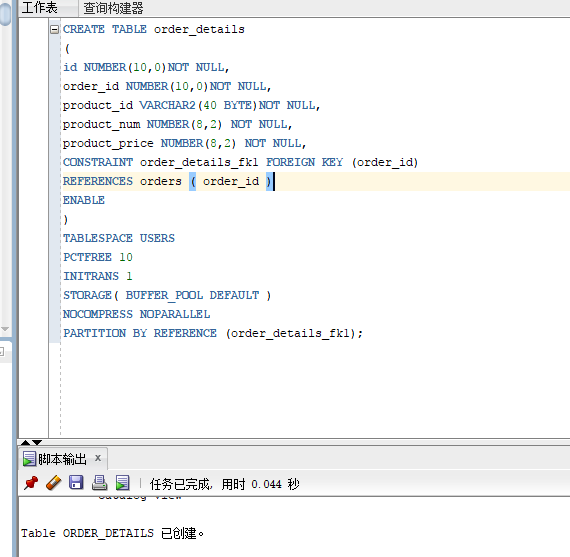 工作表 查询构建器
CREATE TABLE order_details
(
id NUMBER(10,0)NOT NULL,
order_id NUMBER(10,0)NOT NULL,
product_id VARCHAR2(40 BYTE)NOT NULL,
product_num NUMBER(8,2) NOT NULL,
product_price NUMBER(8,2) NOT NULL,
CONSTRAINT order_details_fk1 FOREIGN KEY (order_id)
REFERENCES orders ( order_id )
ENABLE
)
TABLESPACE USERS
PCTFREE 10
INITRANS 1
STORAGE( BUFFER_POOL DEFAULT )
NOCOMPRESS NOPARALLEL
PARTITION BY REFERENCE (order_details_fk1);
脚本输出 x
任务已完成, 用时 0.044 秒
Table ORDER_DETAILS 已创建。